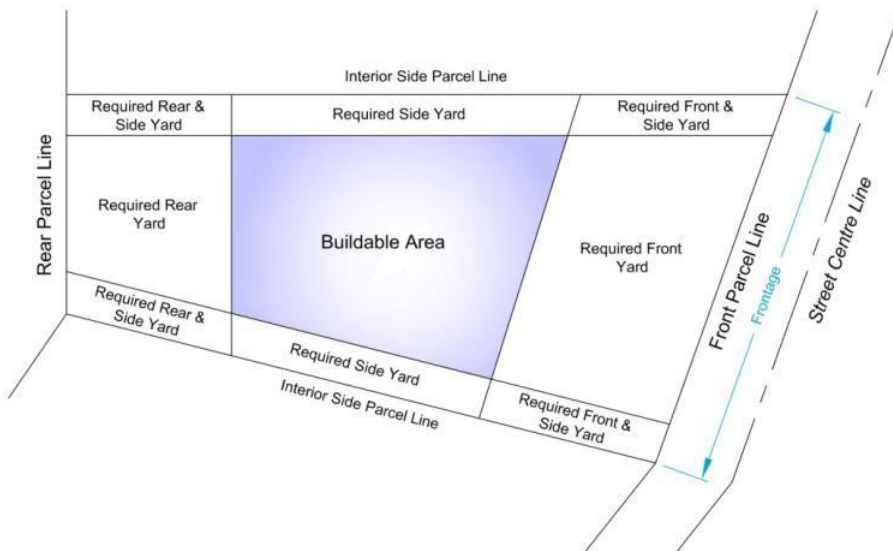 Interior Side Parcel Line
Required Rear &
Side Yard
Required Side Yard
Required Front &
Side Yard
Rear Parcel Line
Required Rear
Yard
Buildable Area
Required Front
Yard
Front Parcel Line
Frontage
Street Centre Line
Required Rear &
Side Yard
Required Side Yard
Interior Side Parcel Line
Required Front &
Side Yard